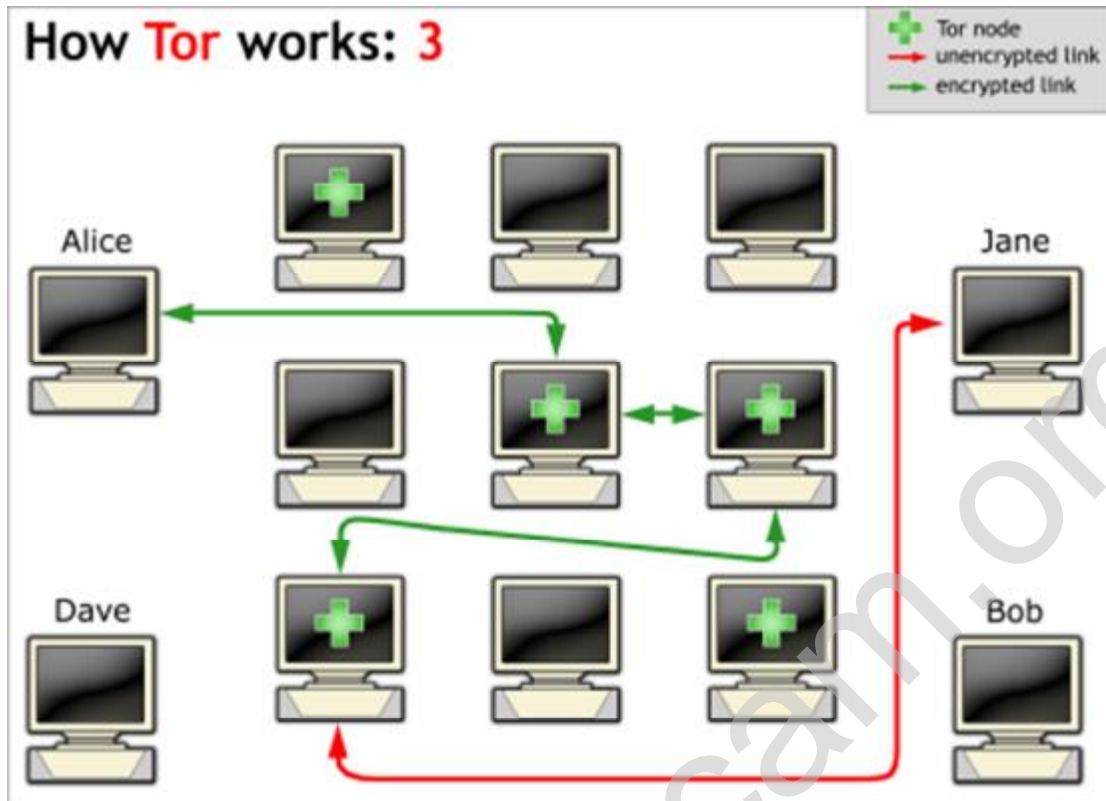 How Tor works: 3
Tor node
unencrypted link
encrypted link
Alice
Jane
Dave
Bob